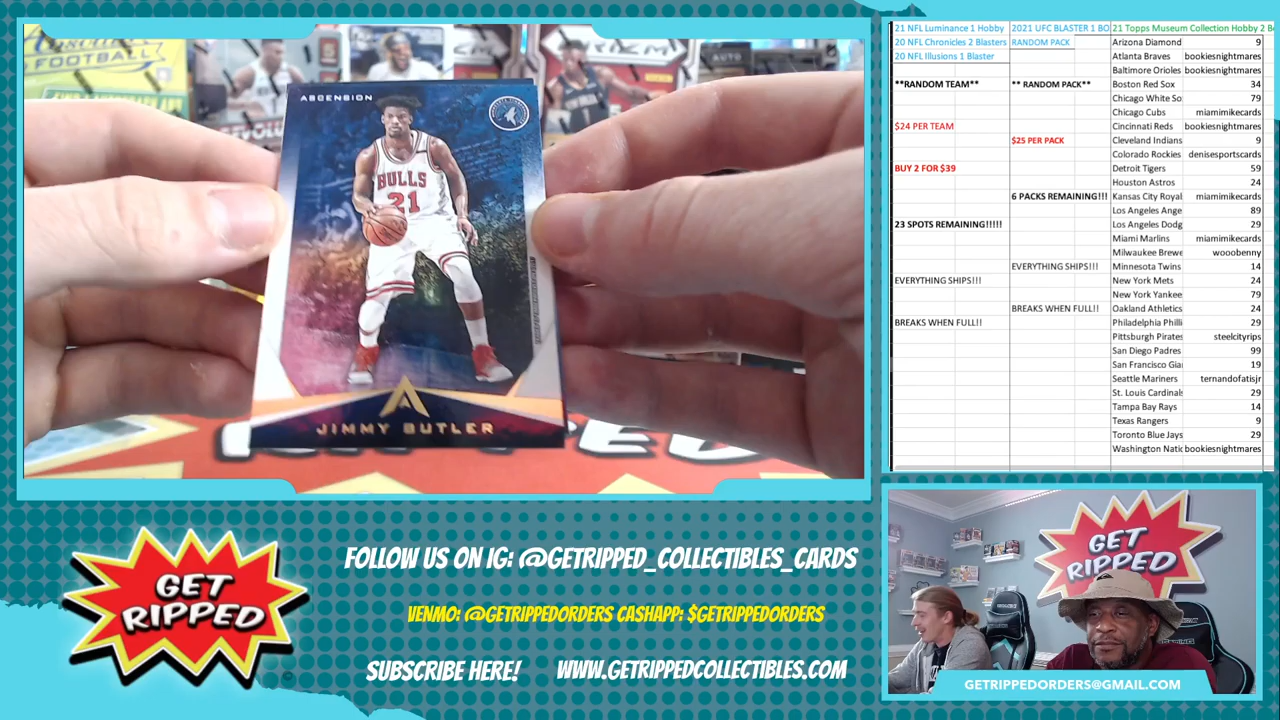 ASCENSION
BULLS
21
JIMMY BUTLER
FOOTBALL
AUTO
21 NFL Luminance 1 Hobby
20 NFL Chronicles 2 Blasters
20 NFL Illusions 1 Blaster
**RANDOM TEAM**
$24 PER TEAM
BUY 2 FOR $39
23 SPOTS REMAINING!!!!!
EVERYTHING SHIPS!!!
BREAKS WHEN FULL!!
2021 UFC BLASTER 1 BO
RANDOM PACK
** RANDOM PACK**
$25 PER PACK
6 PACKS REMAINING!!!
EVERYTHING SHIPS!!!
BREAKS WHEN FULL!!
21 Topps Museum Collection Hobby 2 B
Arizona Diamond 9
Atlanta Braves bookiesnightmares
Baltimore Orioles bookiesnightmares
Boston Red Sox 34
Chicago White So 79
Chicago Cubs miamimikecards
Cincinnati Reds bookiesnightmares
Cleveland Indians 9
Colorado Rockies denisesportscards
Detroit Tigers 59
Houston Astros 24
Kansas City Royal miamimikecards
Los Angeles Ange 89
Los Angeles Dodg 29
Miami Marlins miamimikecards
Milwaukee Brewe wooobenny
Minnesota Twins 14
New York Mets 24
New York Yankee 79
Oakland Athletics 24
Philadelphia Philli 29
Pittsburgh Pirates steelcityrips
San Diego Padres 99
San Francisco Gia 19
Seattle Mariners ternandofatisjr
St. Louis Cardinals 29
Tampa Bay Rays 14
Texas Rangers 9
Toronto Blue Jays 29
Washington Natic bookiesnightmares
GET
RIPPED
FOLLOW US ON IG: @GETRIPPED_COLLECTIBLES_CARDS
VENMO: @GETRIPPEDORDERS CASHAPP: $GETRIPPEDORDERS
SUBSCRIBE HERE! WWW.GETRIPPEDCOLLECTIBLES.COM
GET
RIPPED
GETRIPPEDORDERS@GMAIL.COM